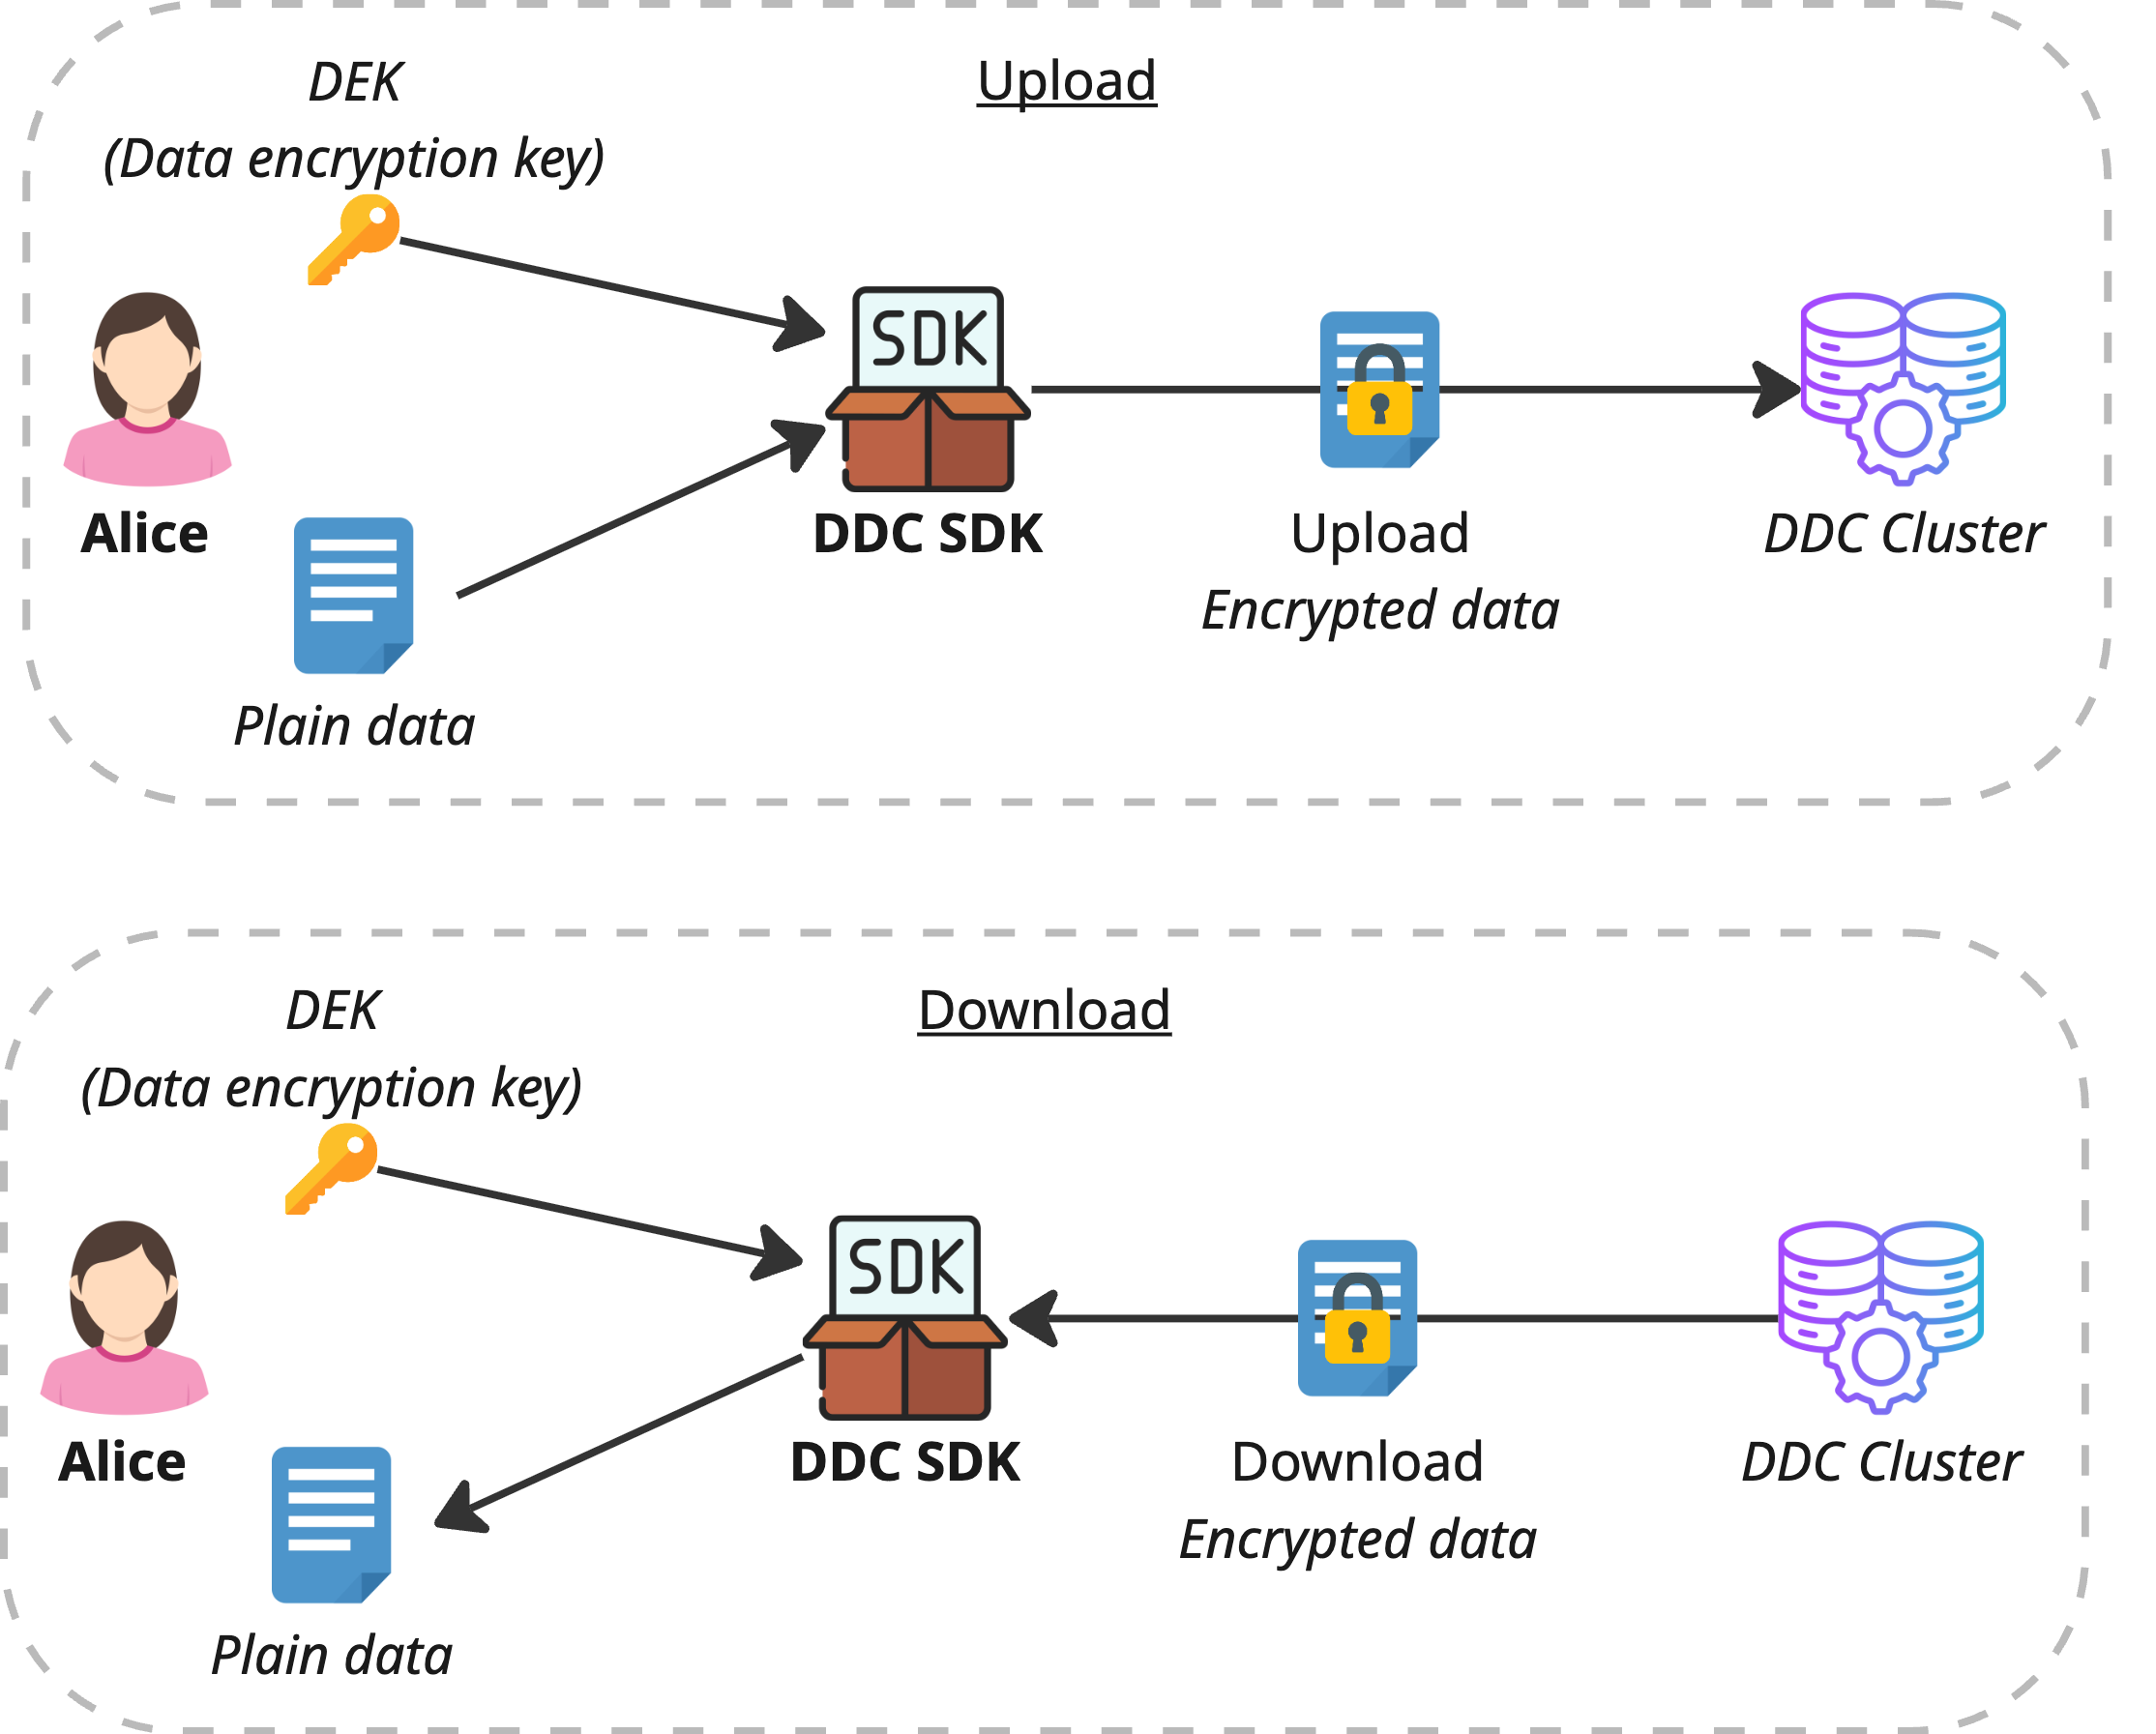 DEK
Upload
(Data encryption key)
SDK
Alice
DDC SDK
Upload
DDC Cluster
Encrypted data
Plain data
DEK
Download
(Data encryption key)
SDK
Alice
DDC SDK
Download
DDC Cluster
Encrypted data
Plain data